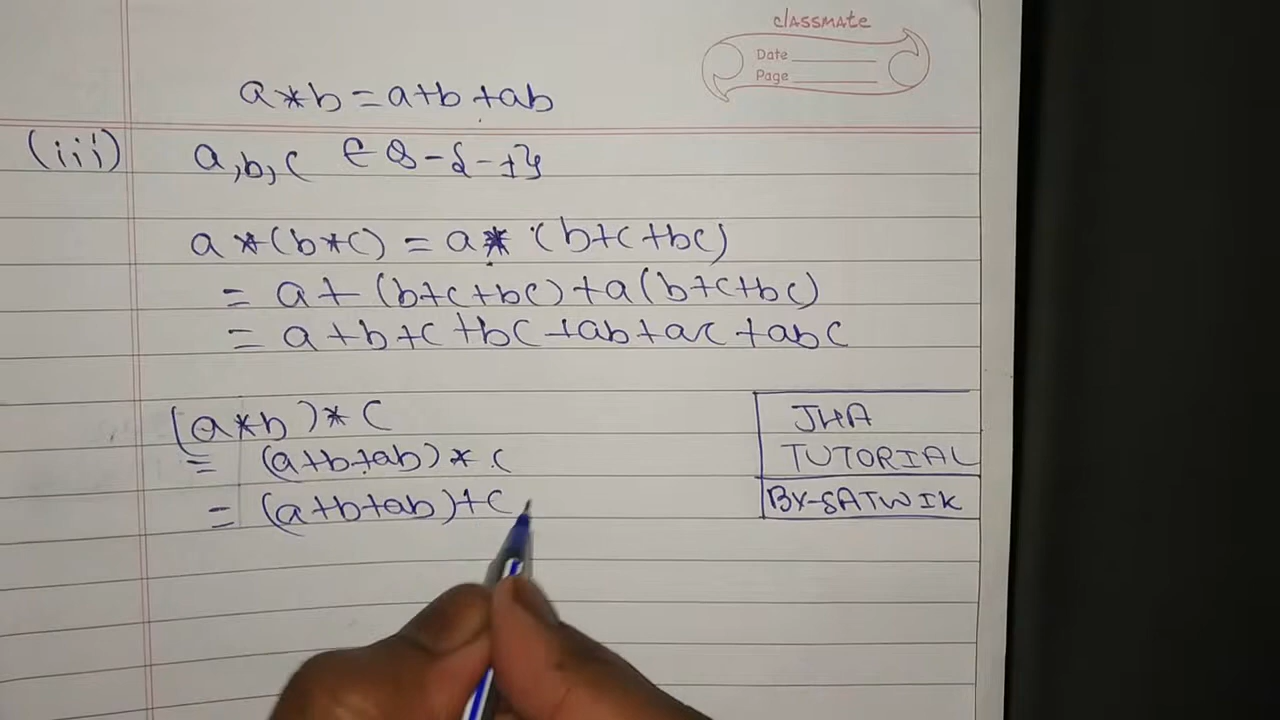 classmate
Date
Page
a*b = a+b+ab
(iii) a,b,c ∈ Q-{-1}
a*(b*c) = a*(b+c+bc)
= a+(b+c+bc)+a(b+c+bc)
= a+b+c+bc+ab+ac+abc
(a*b)*c
= (a+b+ab)*c
= (a+b+ab)+c
JHA
TUTORIAL
BY-SATWIK